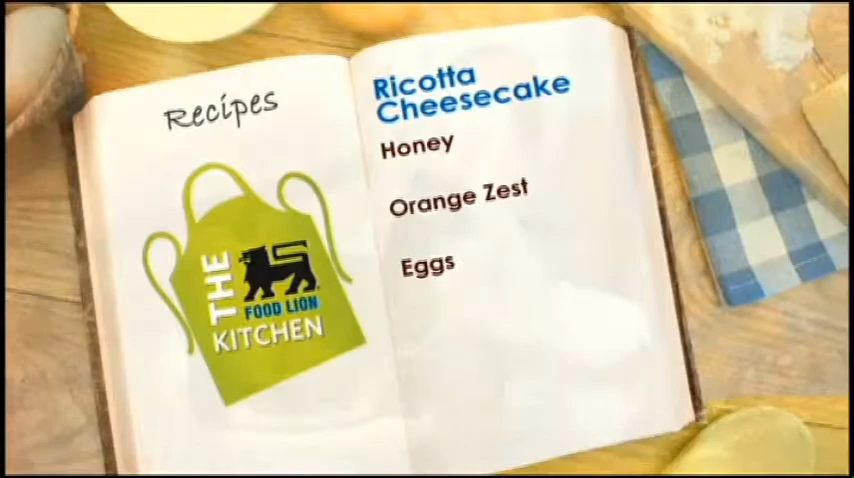 Recipes
THE
FOOD LION
KITCHEN
Ricotta
Cheesecake
Honey
Orange Zest
Eggs